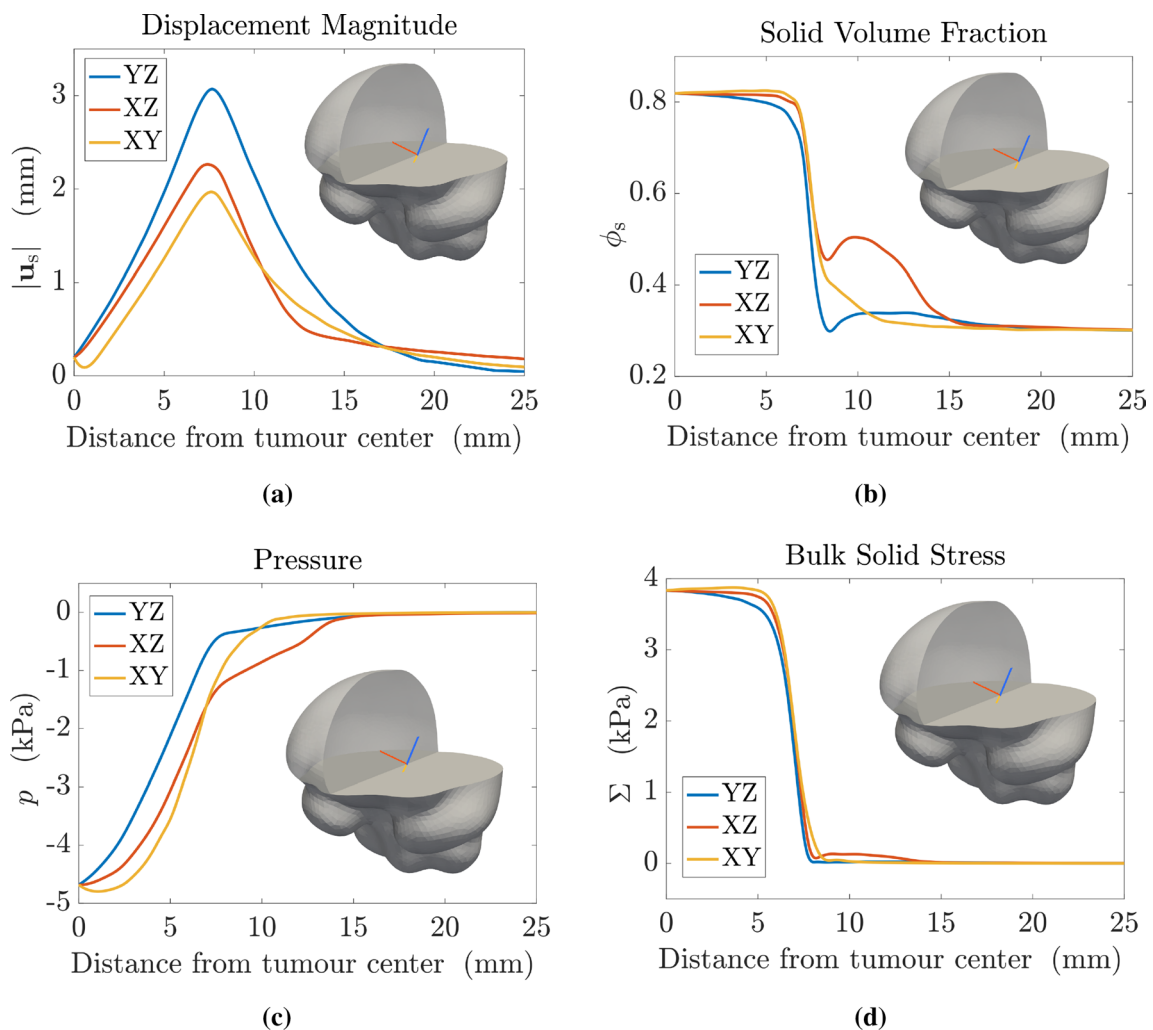 Displacement Magnitude
YZ
XZ
XY
3
2
1
0
|u_s| (mm)
0 5 10 15 20 25
Distance from tumour center (mm)
(a)
Solid Volume Fraction
0.8
0.6
0.4
0.2
ϕ_s
YZ
XZ
XY
0 5 10 15 20 25
Distance from tumour center (mm)
(b)
Pressure
YZ
XZ
XY
0
-1
-2
-3
-4
-5
p (kPa)
0 5 10 15 20 25
Distance from tumour center (mm)
(c)
Bulk Solid Stress
4
3
2
1
0
Σ (kPa)
YZ
XZ
XY
0 5 10 15 20 25
Distance from tumour center (mm)
(d)